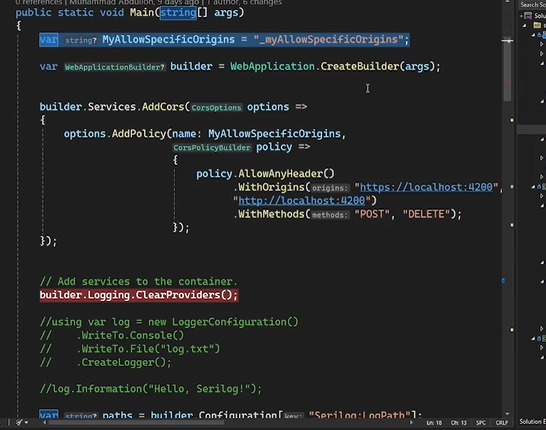 0 references | Muhammad Abdullon, 9 days ago | 1 author, 6 changes
public static void Main(string[] args)
{
var string? MyAllowSpecificOrigins = "_myAllowSpecificOrigins";
var WebApplicationBuilder? builder = WebApplication.CreateBuilder(args);
builder.Services.AddCors(CorsOptions options =>
{
options.AddPolicy(name: MyAllowSpecificOrigins,
CorsPolicyBuilder policy =>
{
policy.AllowAnyHeader()
.WithOrigins(origins: "https://localhost:4200",
"http://localhost:4200")
.WithMethods(methods: "POST", "DELETE");
});
});
// Add services to the container.
builder.Logging.ClearProviders();
//using var log = new LoggerConfiguration()
// .WriteTo.Console()
// .WriteTo.File("log.txt")
// .CreateLogger();
//log.Information("Hello, Serilog!");
var string? paths = builder.Configuration[key: "Serilog:LogPath"];
Ln: 18 Ch: 13 SPC CRLF
Search So
Solution E